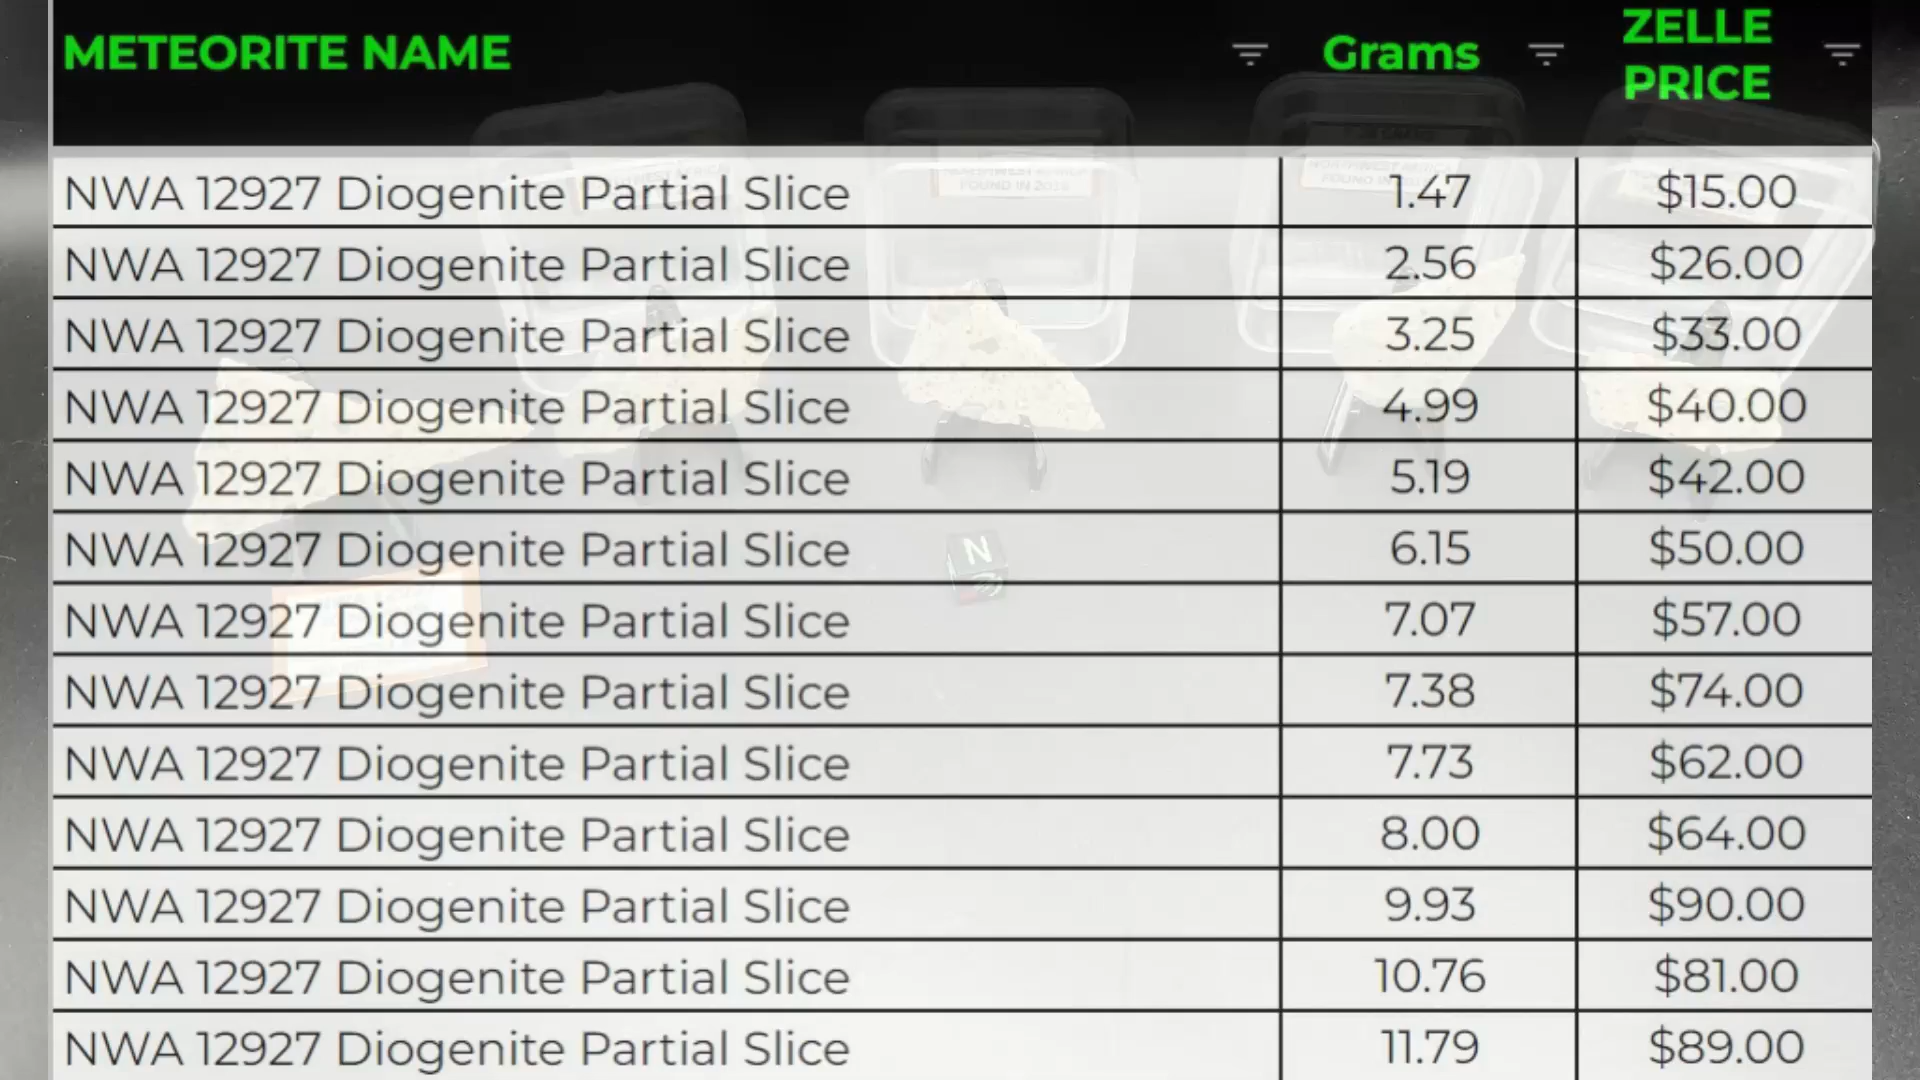 METEORITE NAME Grams ZELLE PRICE
NWA 12927 Diogenite Partial Slice 1.47 $15.00
NWA 12927 Diogenite Partial Slice 2.56 $26.00
NWA 12927 Diogenite Partial Slice 3.25 $33.00
NWA 12927 Diogenite Partial Slice 4.99 $40.00
NWA 12927 Diogenite Partial Slice 5.19 $42.00
NWA 12927 Diogenite Partial Slice 6.15 $50.00
NWA 12927 Diogenite Partial Slice 7.07 $57.00
NWA 12927 Diogenite Partial Slice 7.38 $74.00
NWA 12927 Diogenite Partial Slice 7.73 $62.00
NWA 12927 Diogenite Partial Slice 8.00 $64.00
NWA 12927 Diogenite Partial Slice 9.93 $90.00
NWA 12927 Diogenite Partial Slice 10.76 $81.00
NWA 12927 Diogenite Partial Slice 11.79 $89.00
N